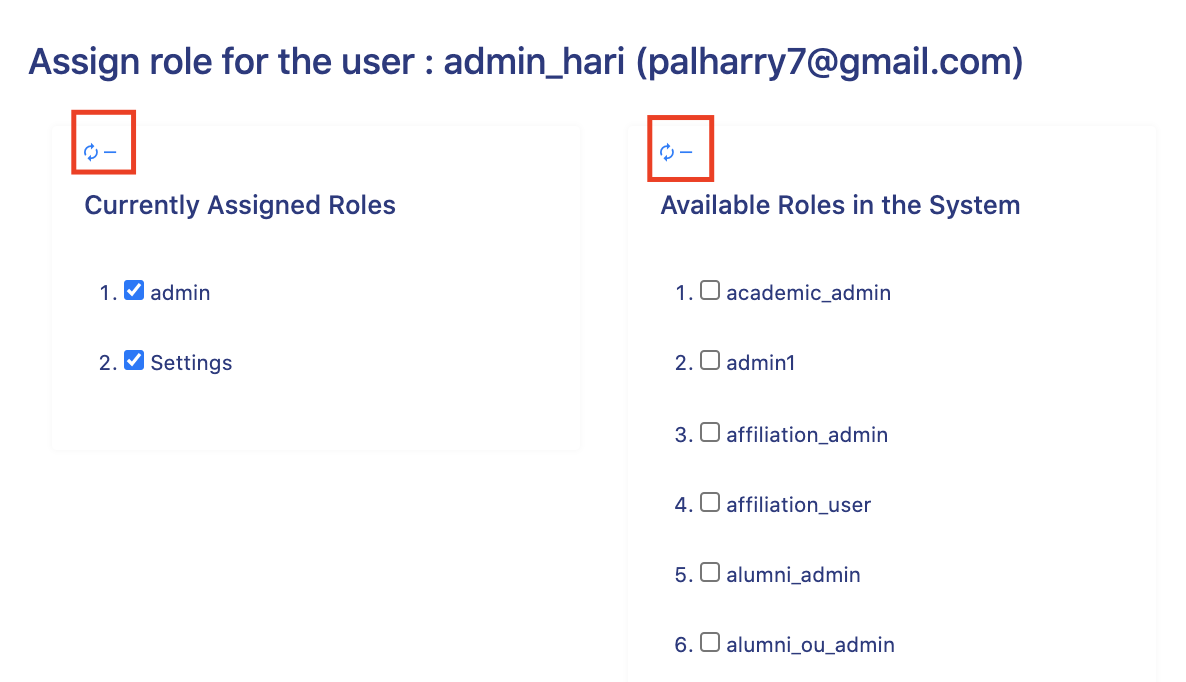 Assign role for the user : admin_hari (palharry7@gmail.com)
Currently Assigned Roles
1. admin
2. Settings
Available Roles in the System
1. academic_admin
2. admin1
3. affiliation_admin
4. affiliation_user
5. alumni_admin
6. alumni_ou_admin